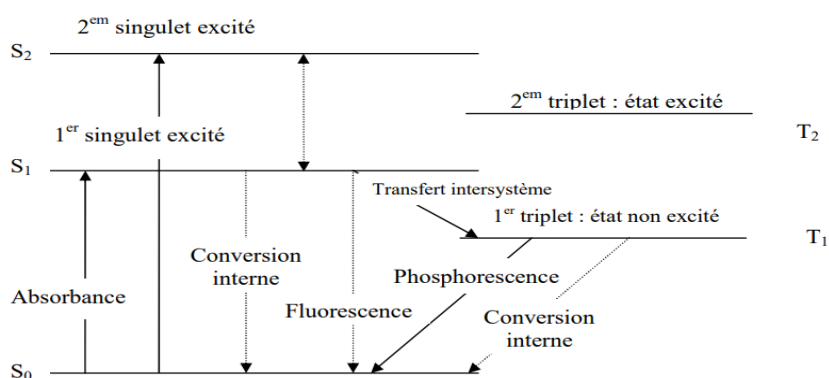 2em singulet excité
S2
2em triplet : état excité
1er singulet excité
T2
S1
Transfert intersystème
1er triplet : état non excité
T1
Conversion
interne
Phosphorescence
Absorbance
Fluorescence
Conversion
interne
S0